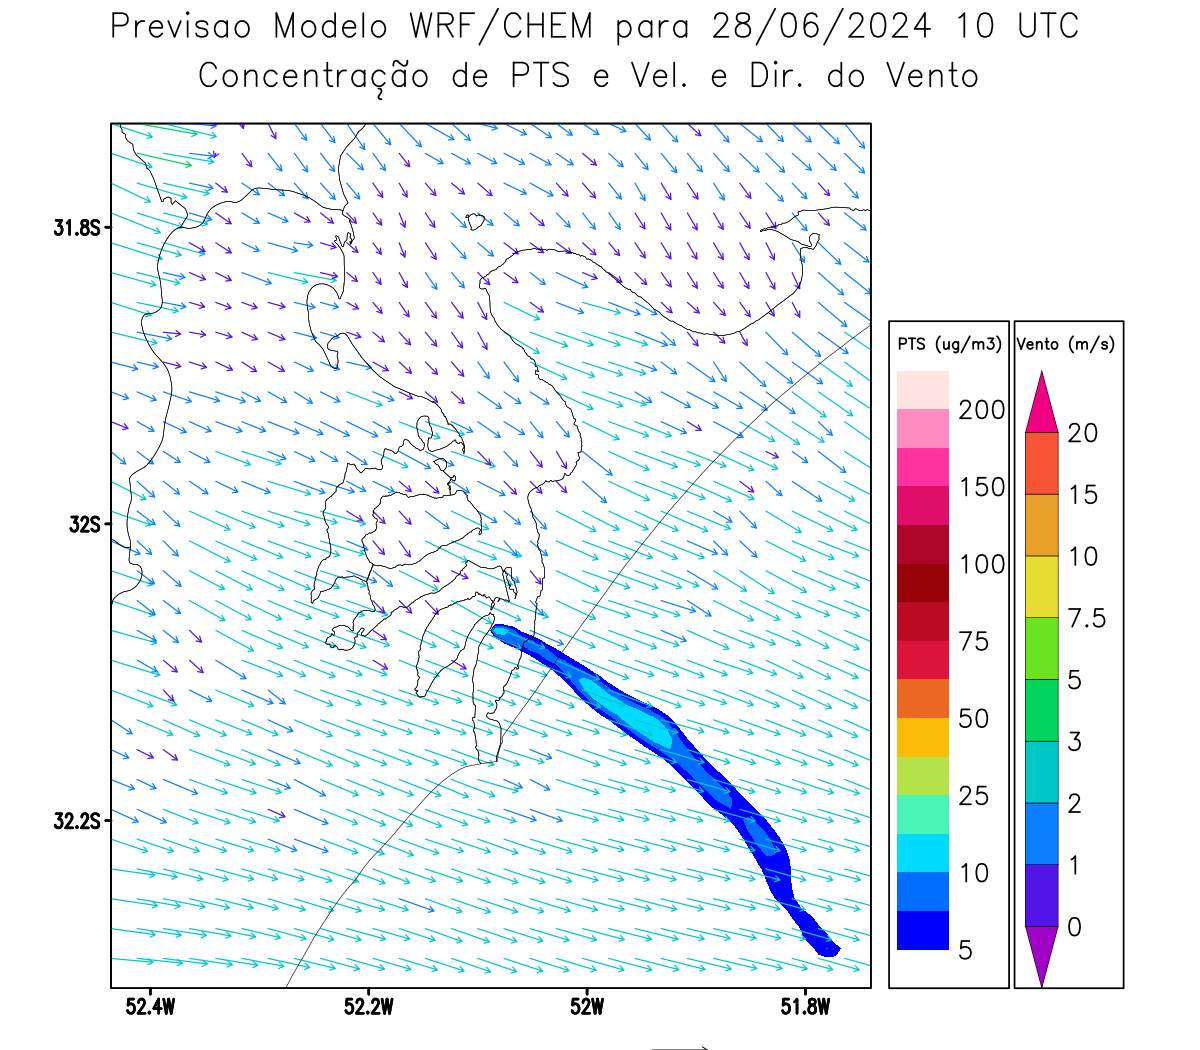 Previsao Modelo WRF/CHEM para 28/06/2024 10 UTC
Concentração de PTS e Vel. e Dir. do Vento
31.8S
32S
32.2S
52.4W
52.2W
52W
51.8W
PTS (ug/m3)
200
150
100
75
50
25
10
5
Vento (m/s)
20
15
10
7.5
5
3
2
1
0